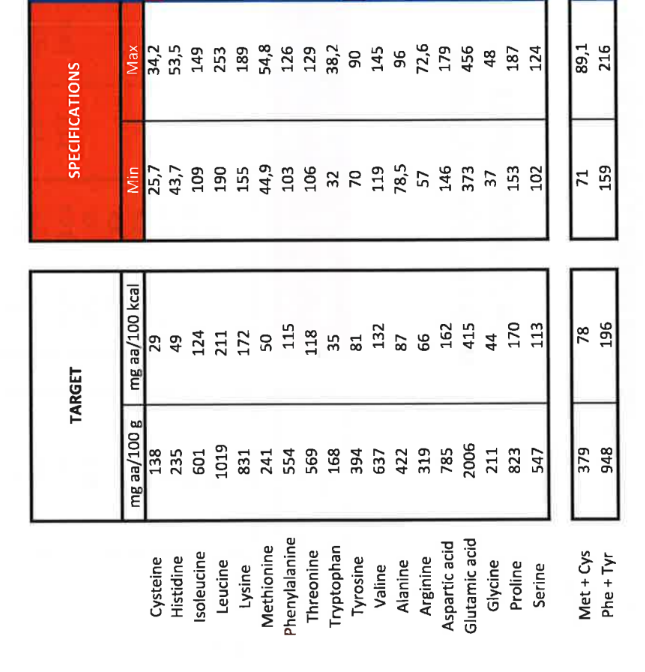 TARGET SPECIFICATIONS
mg aa/100 g mg aa/100 kcal Min Max
Cysteine 138 29 25,7 34,2
Histidine 235 49 43,7 53,5
Isoleucine 601 124 109 149
Leucine 1019 211 190 253
Lysine 831 172 155 189
Methionine 241 50 44,9 54,8
Phenylalanine 554 115 103 126
Threonine 569 118 106 129
Tryptophan 168 35 32 38,2
Tyrosine 394 81 70 90
Valine 637 132 119 145
Alanine 422 87 78,5 96
Arginine 319 66 57 72,6
Aspartic acid 785 162 146 179
Glutamic acid 2006 415 373 456
Glycine 211 44 37 48
Proline 823 170 153 187
Serine 547 113 102 124
Met + Cys 379 78 71 89,1
Phe + Tyr 948 196 159 216